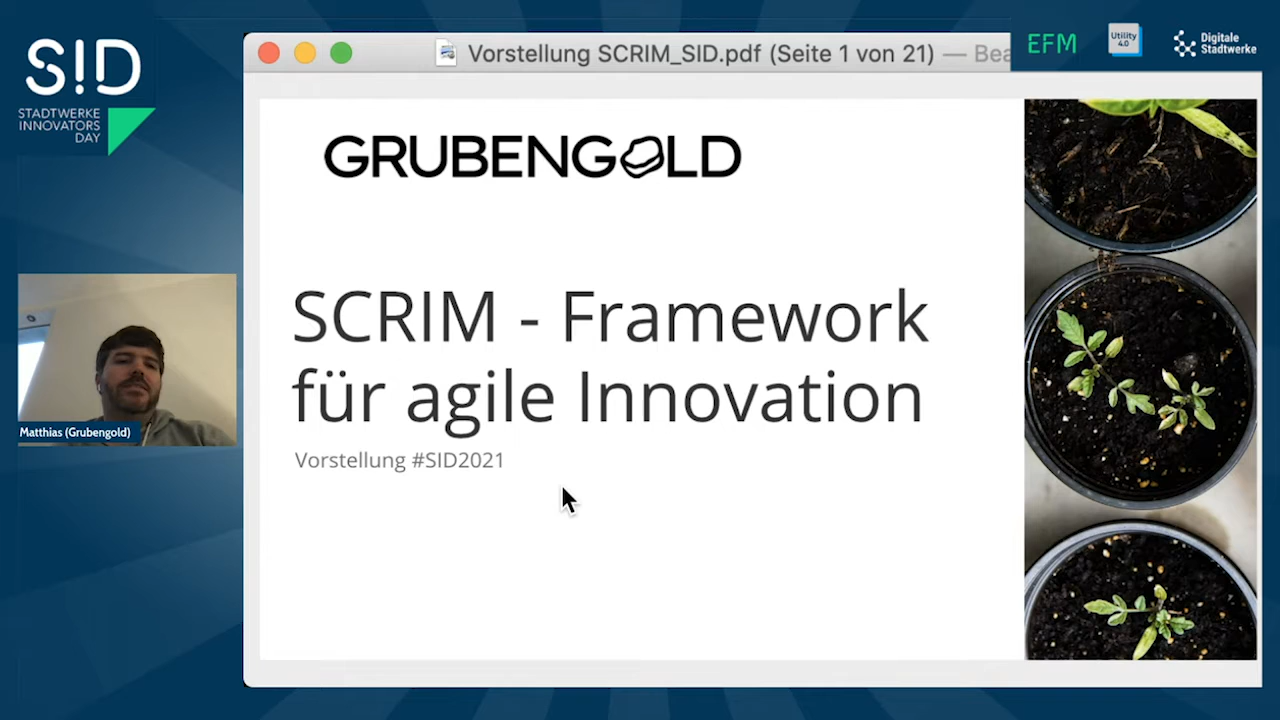 S!D
STADTWERKE
INNOVATORS
DAY
Vorstellung SCRIM_SID.pdf (Seite 1 von 21) — Bea
EFM
Utility
4.0
Digitale
Stadtwerke
GRUBENGOLD
SCRIM - Framework
für agile Innovation
Vorstellung #SID2021
Matthias (Grubengold)